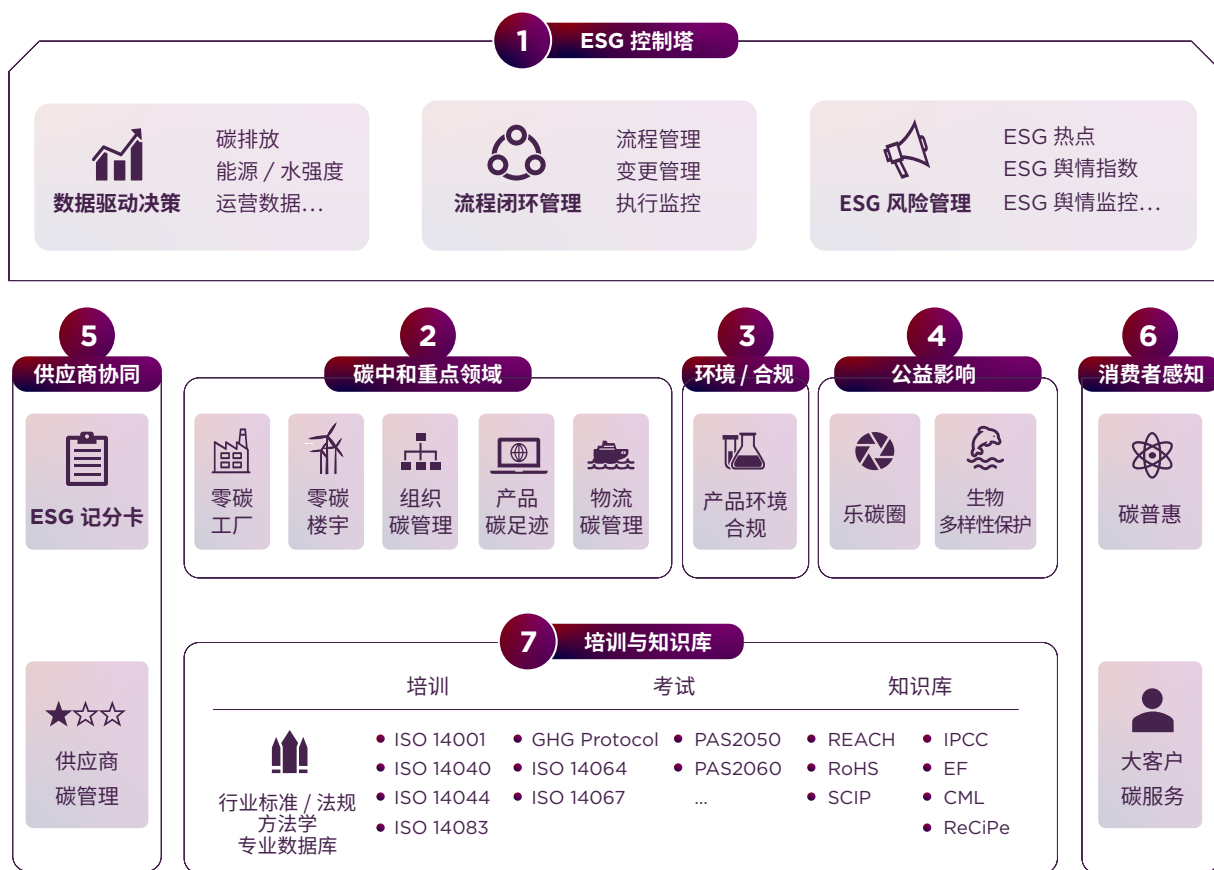 1
ESG 控制塔
数据驱动决策
碳排放
能源 / 水强度
运营数据...
流程闭环管理
流程管理
变更管理
执行监控
ESG 风险管理
ESG 热点
ESG 舆情指数
ESG 舆情监控...
5
供应商协同
ESG 记分卡
供应商
碳管理
2
碳中和重点领域
零碳
工厂
零碳
楼宇
组织
碳管理
产品
碳足迹
物流
碳管理
3
环境 / 合规
产品环境
合规
4
公益影响
乐碳圈
生物
多样性保护
6
消费者感知
碳普惠
大客户
碳服务
7
培训与知识库
培训
考试
知识库
行业标准 / 法规
方法学
专业数据库
• ISO 14001
• ISO 14040
• ISO 14044
• ISO 14083
• GHG Protocol
• ISO 14064
• ISO 14067
• PAS2050
• PAS2060
...
• REACH
• RoHS
• SCIP
• IPCC
• EF
• CML
• ReCiPe